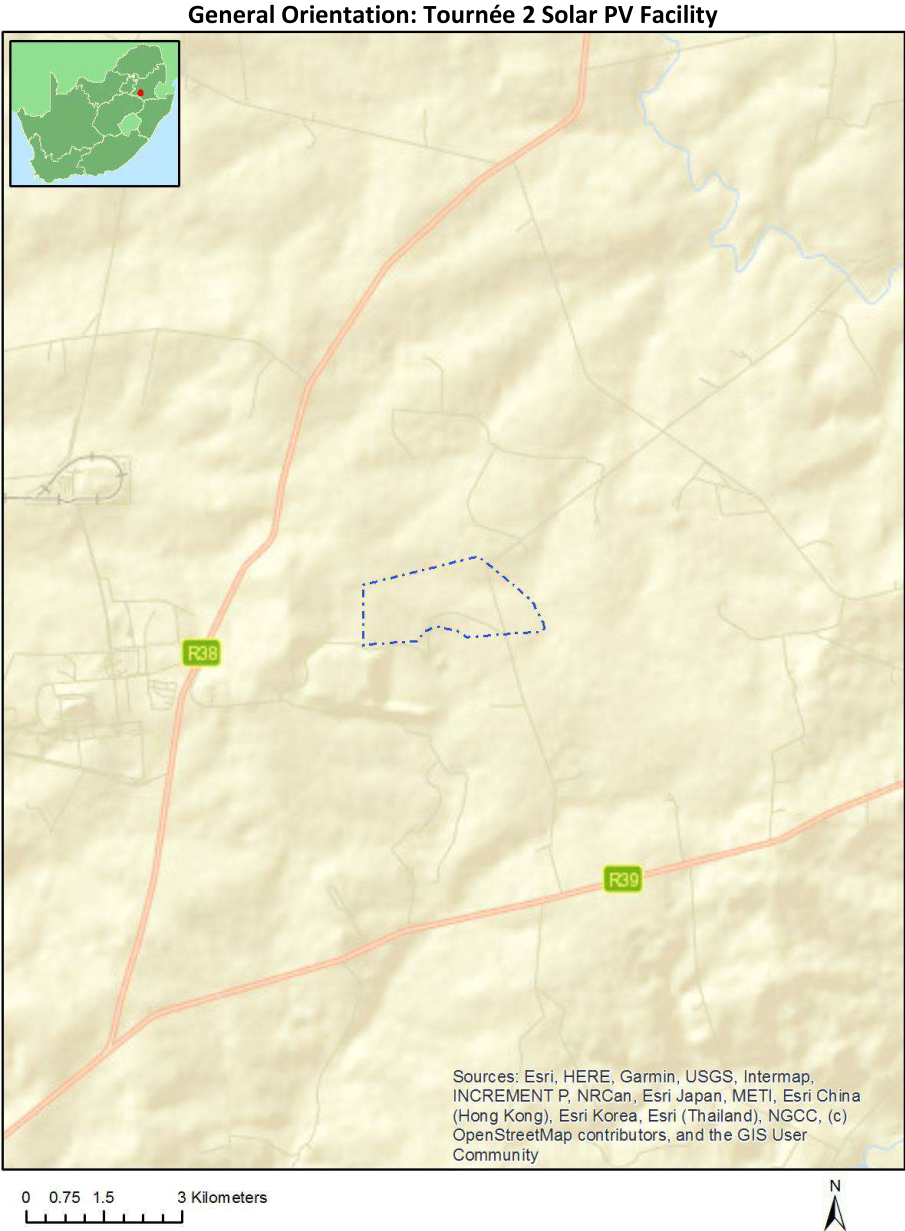 General Orientation: Tournée 2 Solar PV Facility
R38
R39
Sources: Esri, HERE, Garmin, USGS, Intermap,
INCREMENT P, NRCan, Esri Japan, METI, Esri China
(Hong Kong), Esri Korea, Esri (Thailand), NGCC, (c)
OpenStreetMap contributors, and the GIS User
Community
0 0.75 1.5 3 Kilometers
N